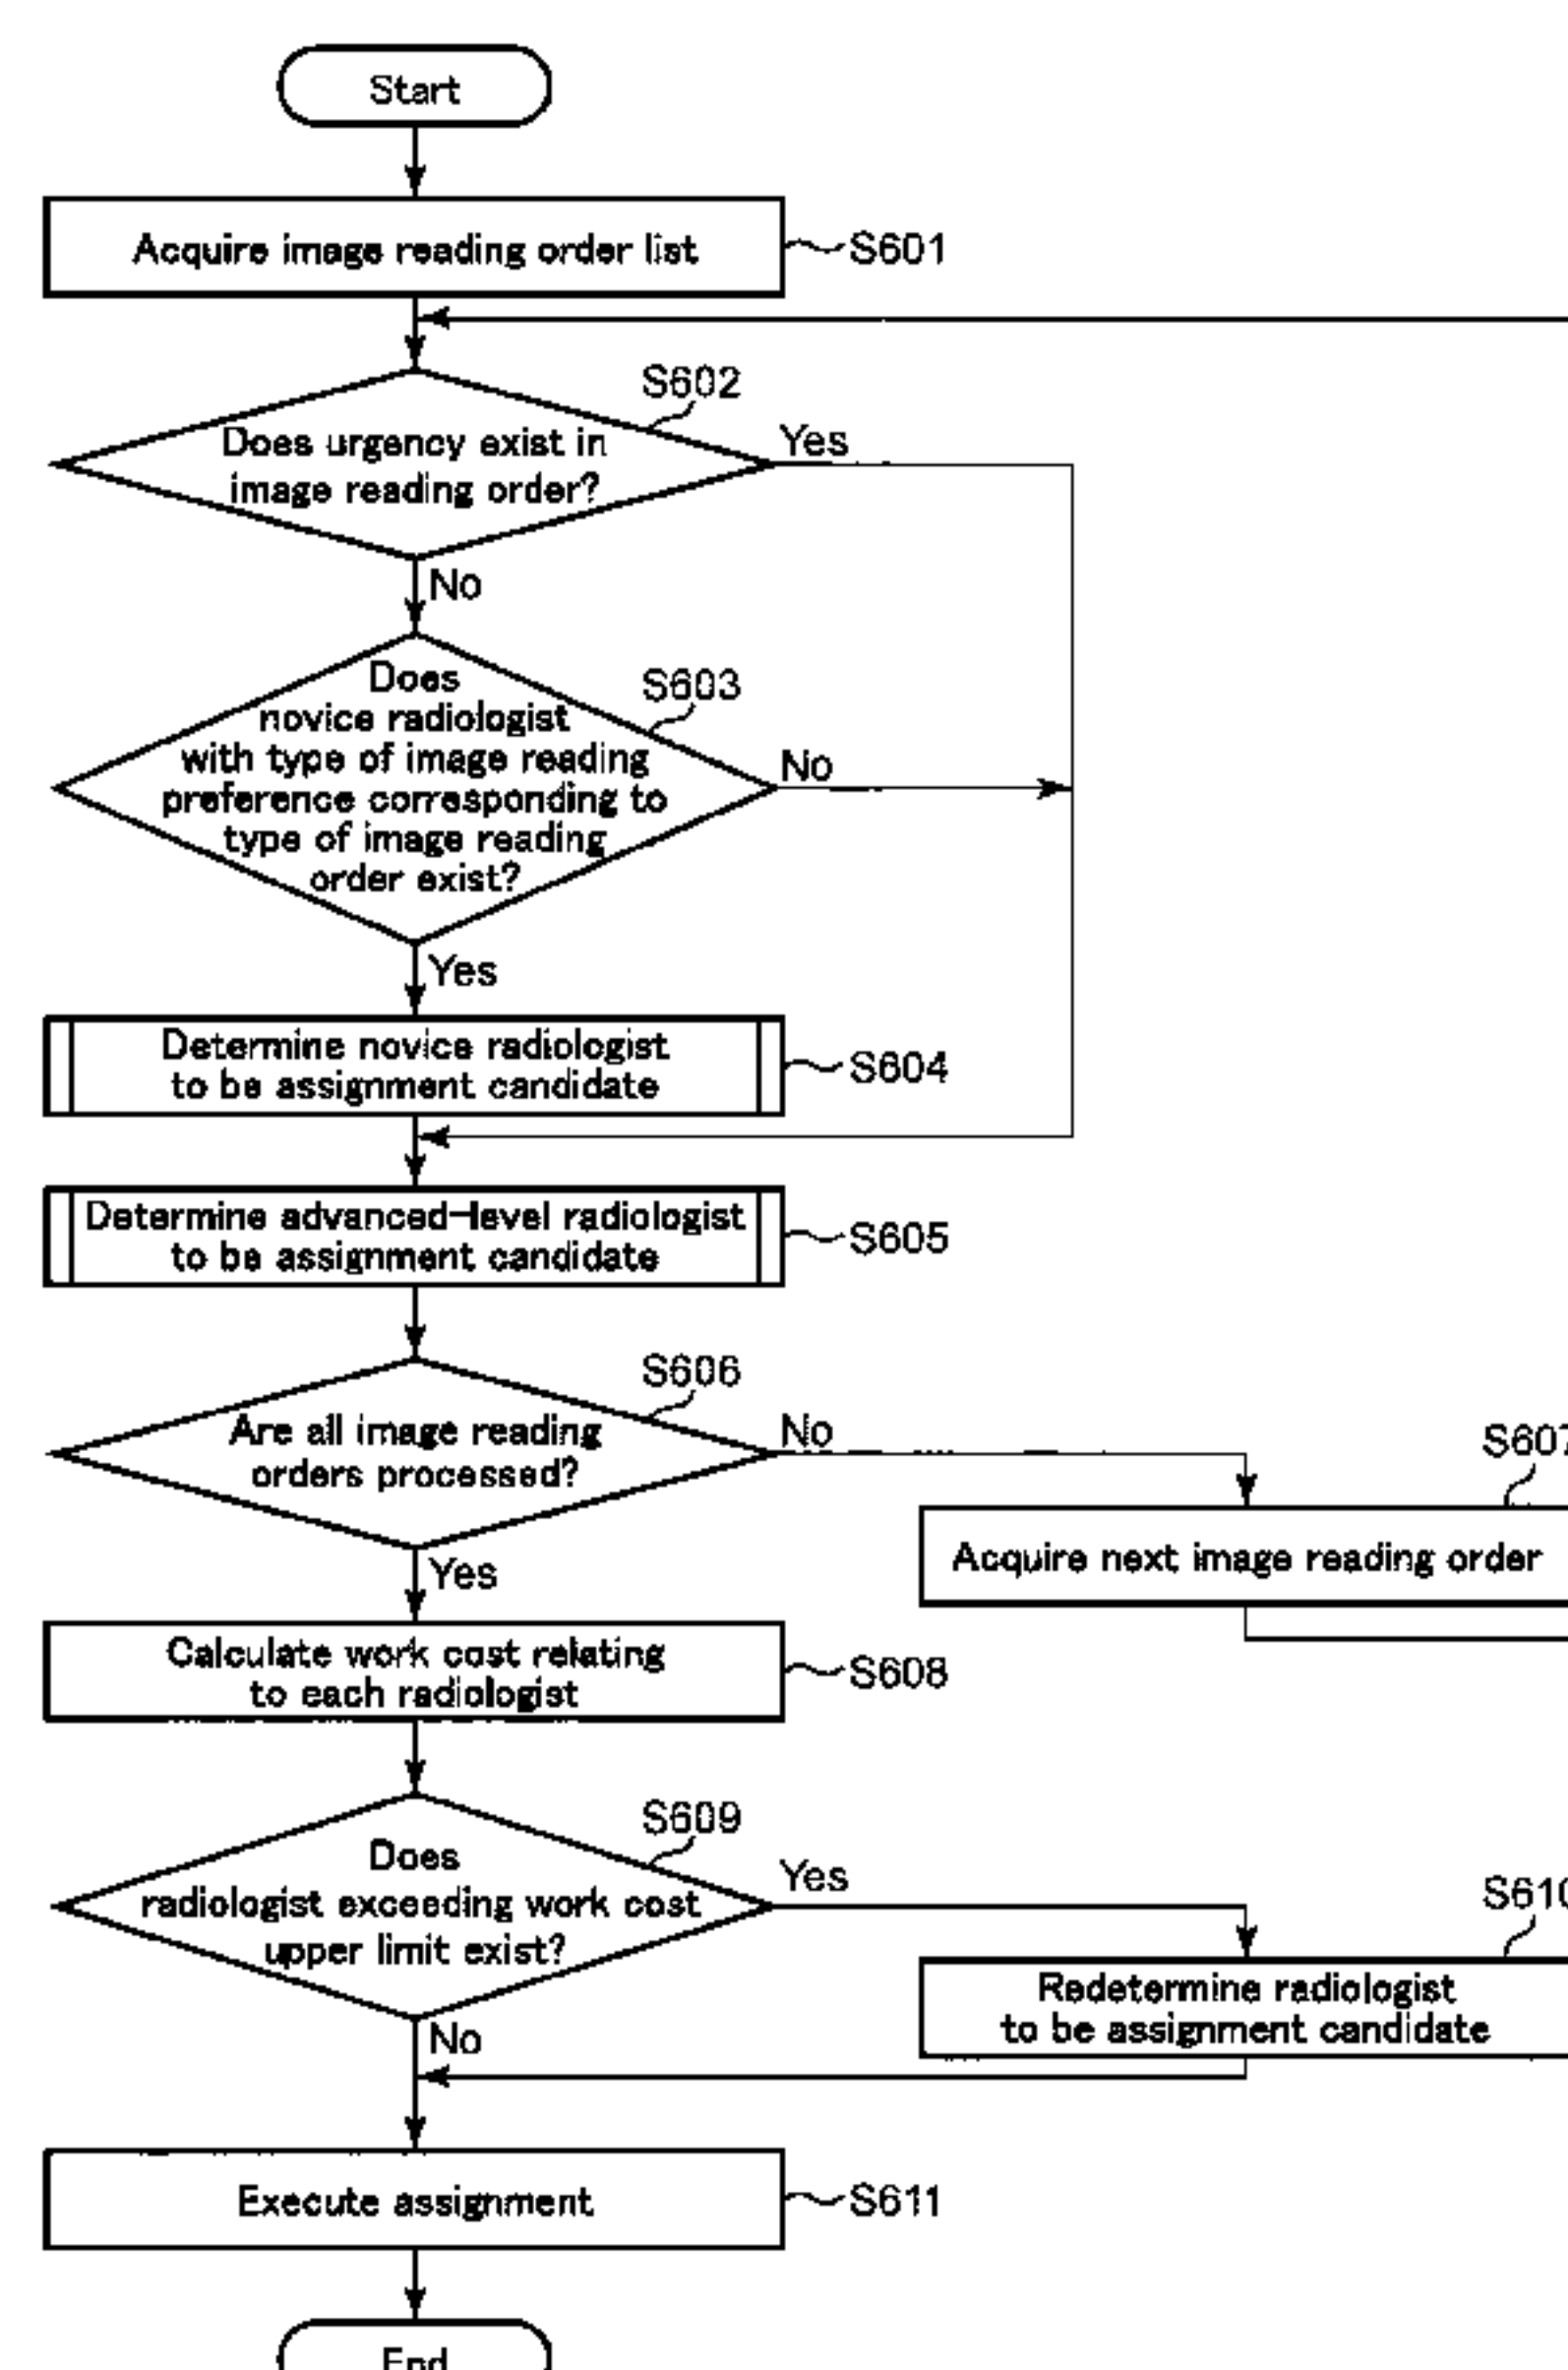 Start
Acquire image reading order list
S601
S602
Does urgency exist in
image reading order?
Yes
No
S603
Does
novice radiologist
with type of image reading
preference corresponding to
type of image reading
order exist?
No
Yes
Determine novice radiologist
to be assignment candidate
S604
Determine advanced-level radiologist
to be assignment candidate
S605
S606
Are all image reading
orders processed?
No
S607
Acquire next image reading order
Yes
Calculate work cost relating
to each radiologist
S608
S609
Does
radiologist exceeding work cost
upper limit exist?
Yes
S610
Redetermine radiologist
to be assignment candidate
No
Execute assignment
S611
End